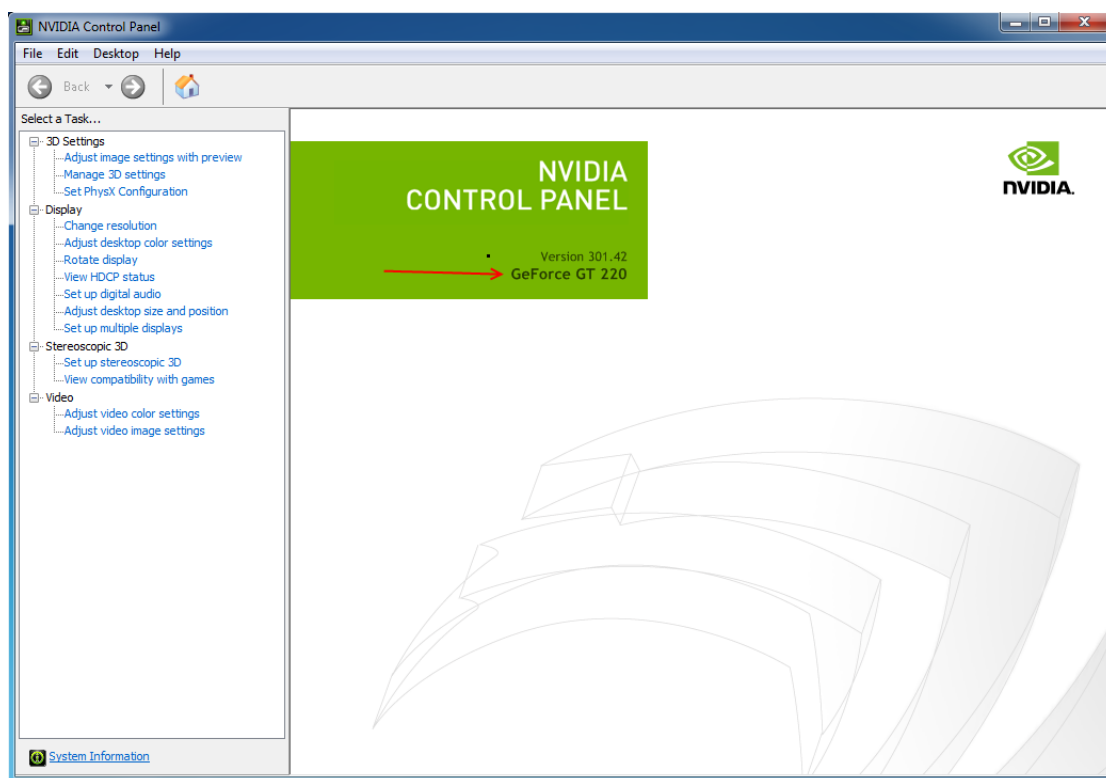 NVIDIA Control Panel
File Edit Desktop Help
Back
Select a Task...
3D Settings
Adjust image settings with preview
Manage 3D settings
Set PhysX Configuration
Display
Change resolution
Adjust desktop color settings
Rotate display
View HDCP status
Set up digital audio
Adjust desktop size and position
Set up multiple displays
Stereoscopic 3D
Set up stereoscopic 3D
View compatibility with games
Video
Adjust video color settings
Adjust video image settings
System Information
NVIDIA
CONTROL PANEL
Version 301.42
GeForce GT 220
NVIDIA.